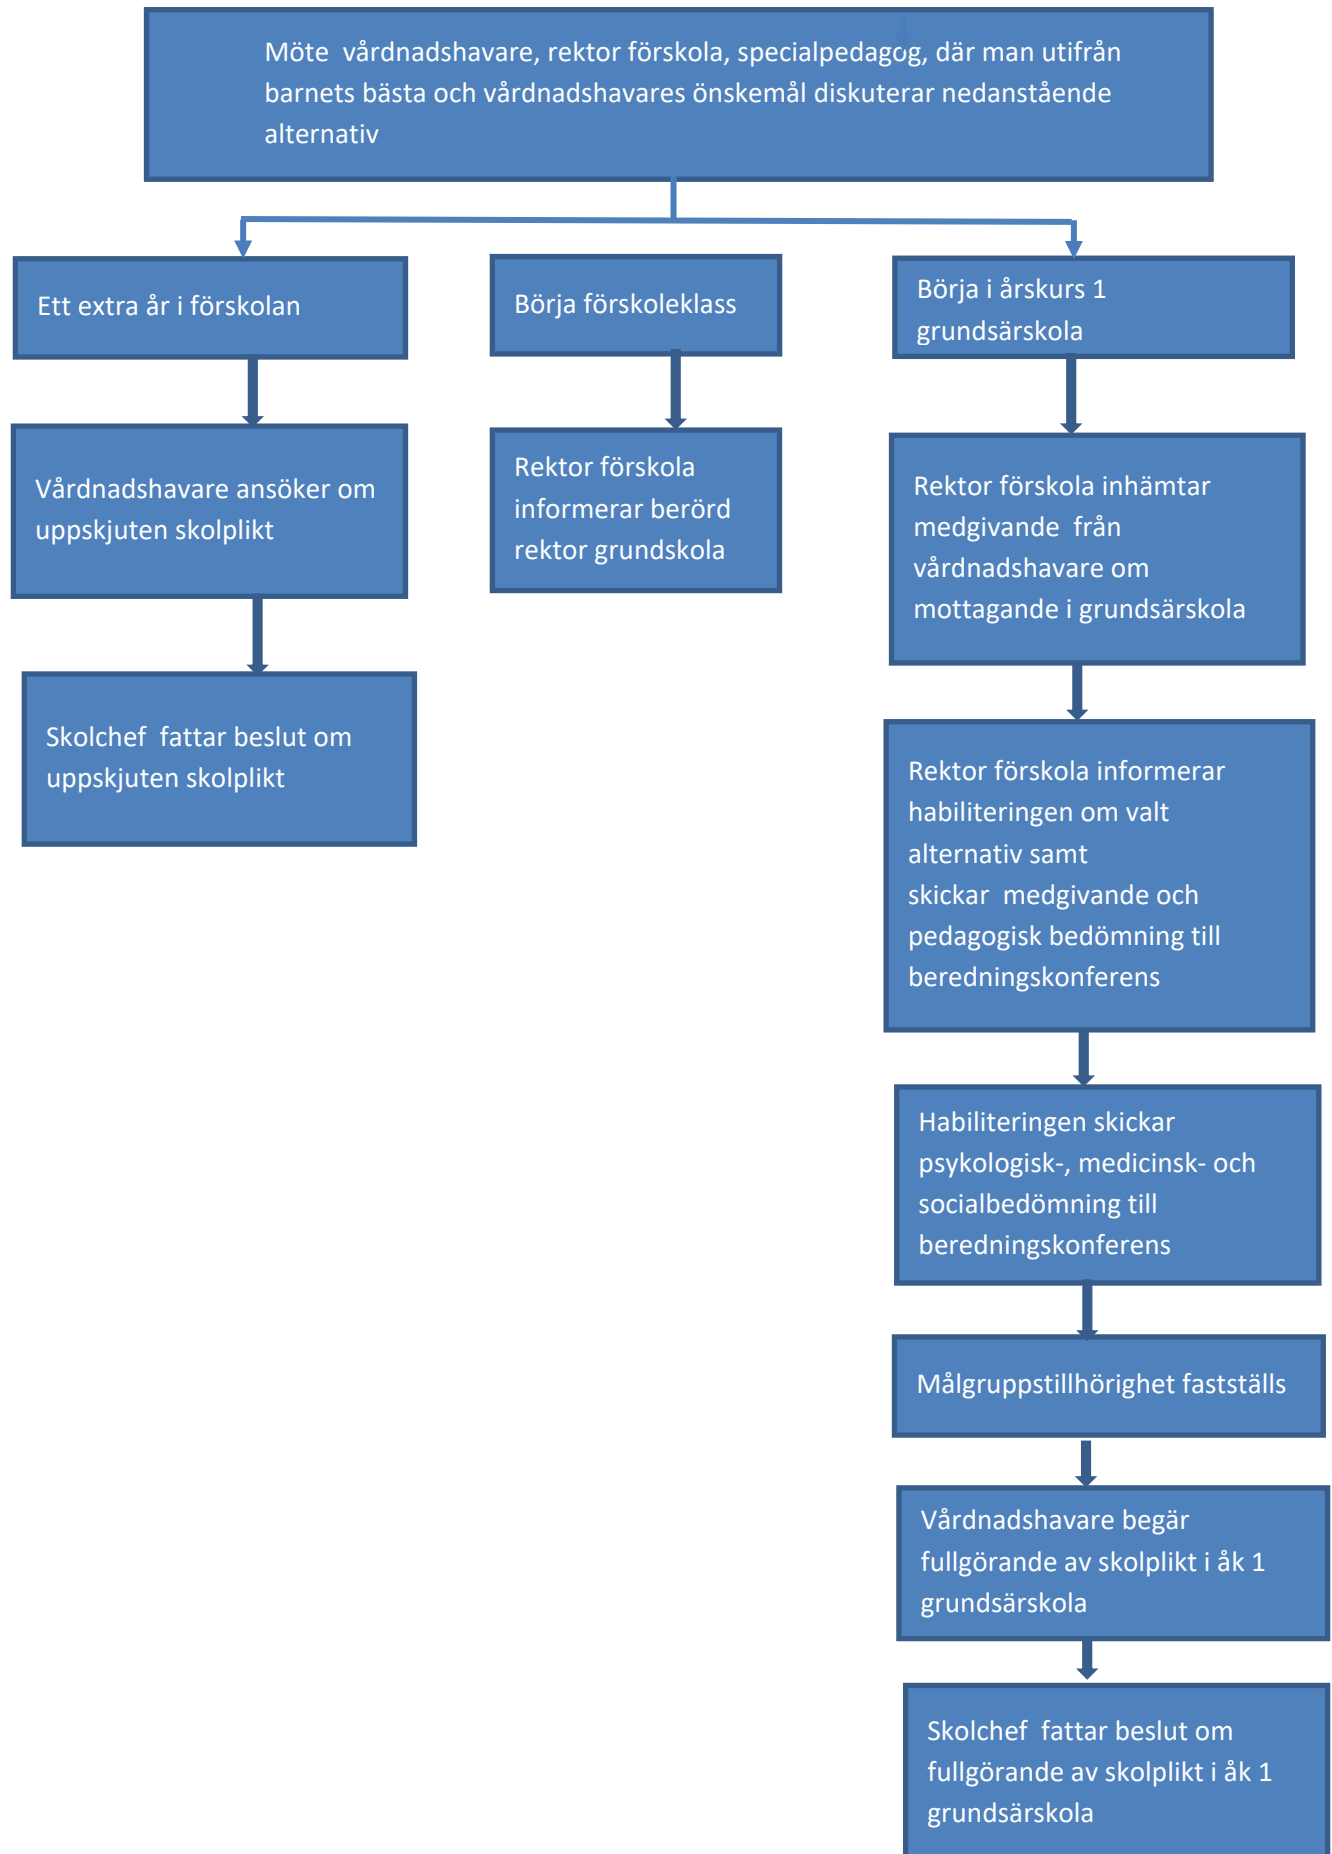 Möte  vårdnadshavare, rektor förskola, specialpedagog, där man utifrån
barnets bästa och vårdnadshavares önskemål diskuterar nedanstående
alternativ
Ett extra år i förskolan
Vårdnadshavare ansöker om
uppskjuten skolplikt
Skolchef  fattar beslut om
uppskjuten skolplikt
Börja förskoleklass
Rektor förskola
informerar berörd
rektor grundskola
Börja i årskurs 1
grundsärskola
Rektor förskola inhämtar
medgivande  från
vårdnadshavare om
mottagande i grundsärskola
Rektor förskola informerar
habiliteringen om valt
alternativ samt
skickar  medgivande och
pedagogisk bedömning till
beredningskonferens
Habiliteringen skickar
psykologisk-, medicinsk- och
socialbedömning till
beredningskonferens
Målgruppstillhörighet fastställs
Vårdnadshavare begär
fullgörande av skolplikt i åk 1
grundsärskola
Skolchef  fattar beslut om
fullgörande av skolplikt i åk 1
grundsärskola